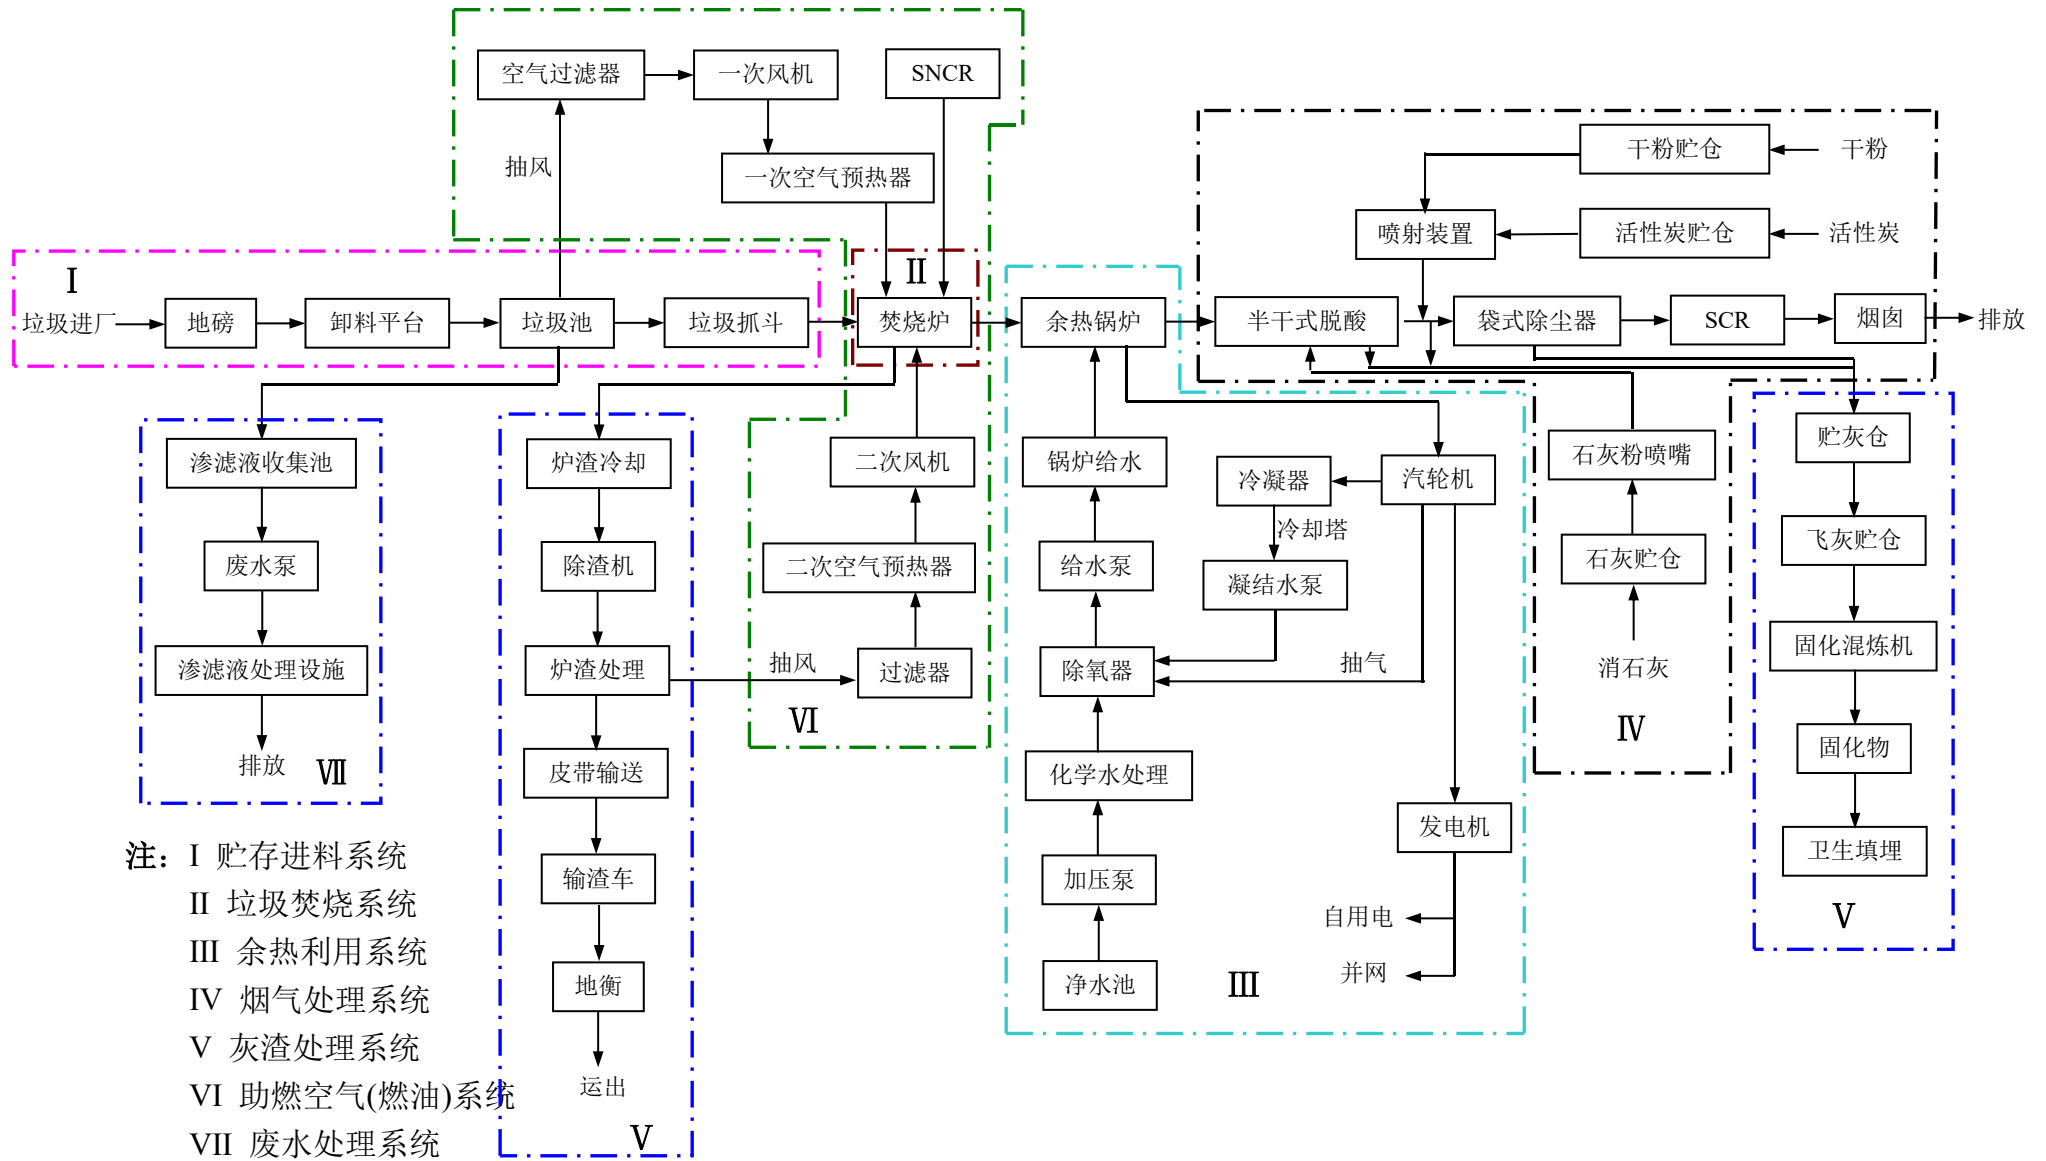 空气过滤器
一次风机
SNCR
抽风
一次空气预热器
干粉贮仓
干粉
喷射装置
活性炭贮仓
活性炭
I
II
垃圾进厂
地磅
卸料平台
垃圾池
垃圾抓斗
焚烧炉
余热锅炉
半干式脱酸
袋式除尘器
SCR
烟囱
排放
渗滤液收集池
废水泵
渗滤液处理设施
排放
VII
炉渣冷却
除渣机
炉渣处理
皮带输送
输渣车
地衡
运出
V
二次风机
二次空气预热器
抽风
过滤器
VI
锅炉给水
给水泵
除氧器
化学水处理
加压泵
净水池
冷凝器
汽轮机
冷却塔
凝结水泵
抽气
发电机
自用电
并网
III
石灰粉喷嘴
石灰贮仓
消石灰
IV
贮灰仓
飞灰贮仓
固化混炼机
固化物
卫生填埋
V
注：I 贮存进料系统
II 垃圾焚烧系统
III 余热利用系统
IV 烟气处理系统
V 灰渣处理系统
VI 助燃空气(燃油)系统
VII 废水处理系统